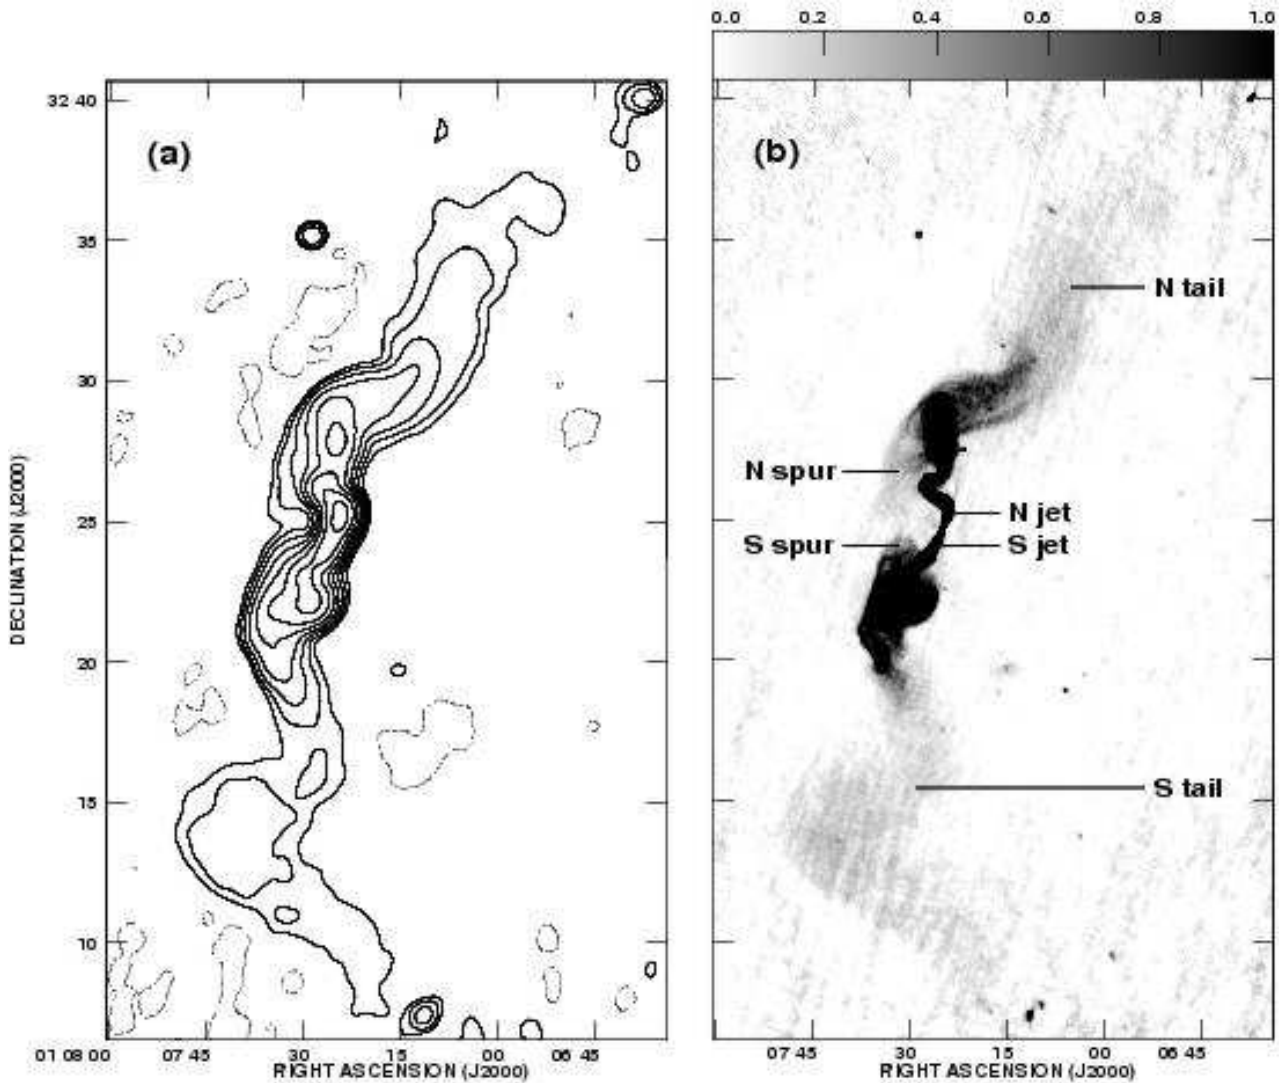 0.0 0.2 0.4 0.6 0.8 1.0
32 40
(a)
(b)
35
N tail
30
N spur
N jet
25
S spur
S jet
DECLINATION (J2000)
20
S tail
15
10
01 08 00 07 45 30 15 00 06 45
RIGHT ASCENSION (J2000)
07 45 30 15 00 06 45
RIGHT ASCENSION (J2000)